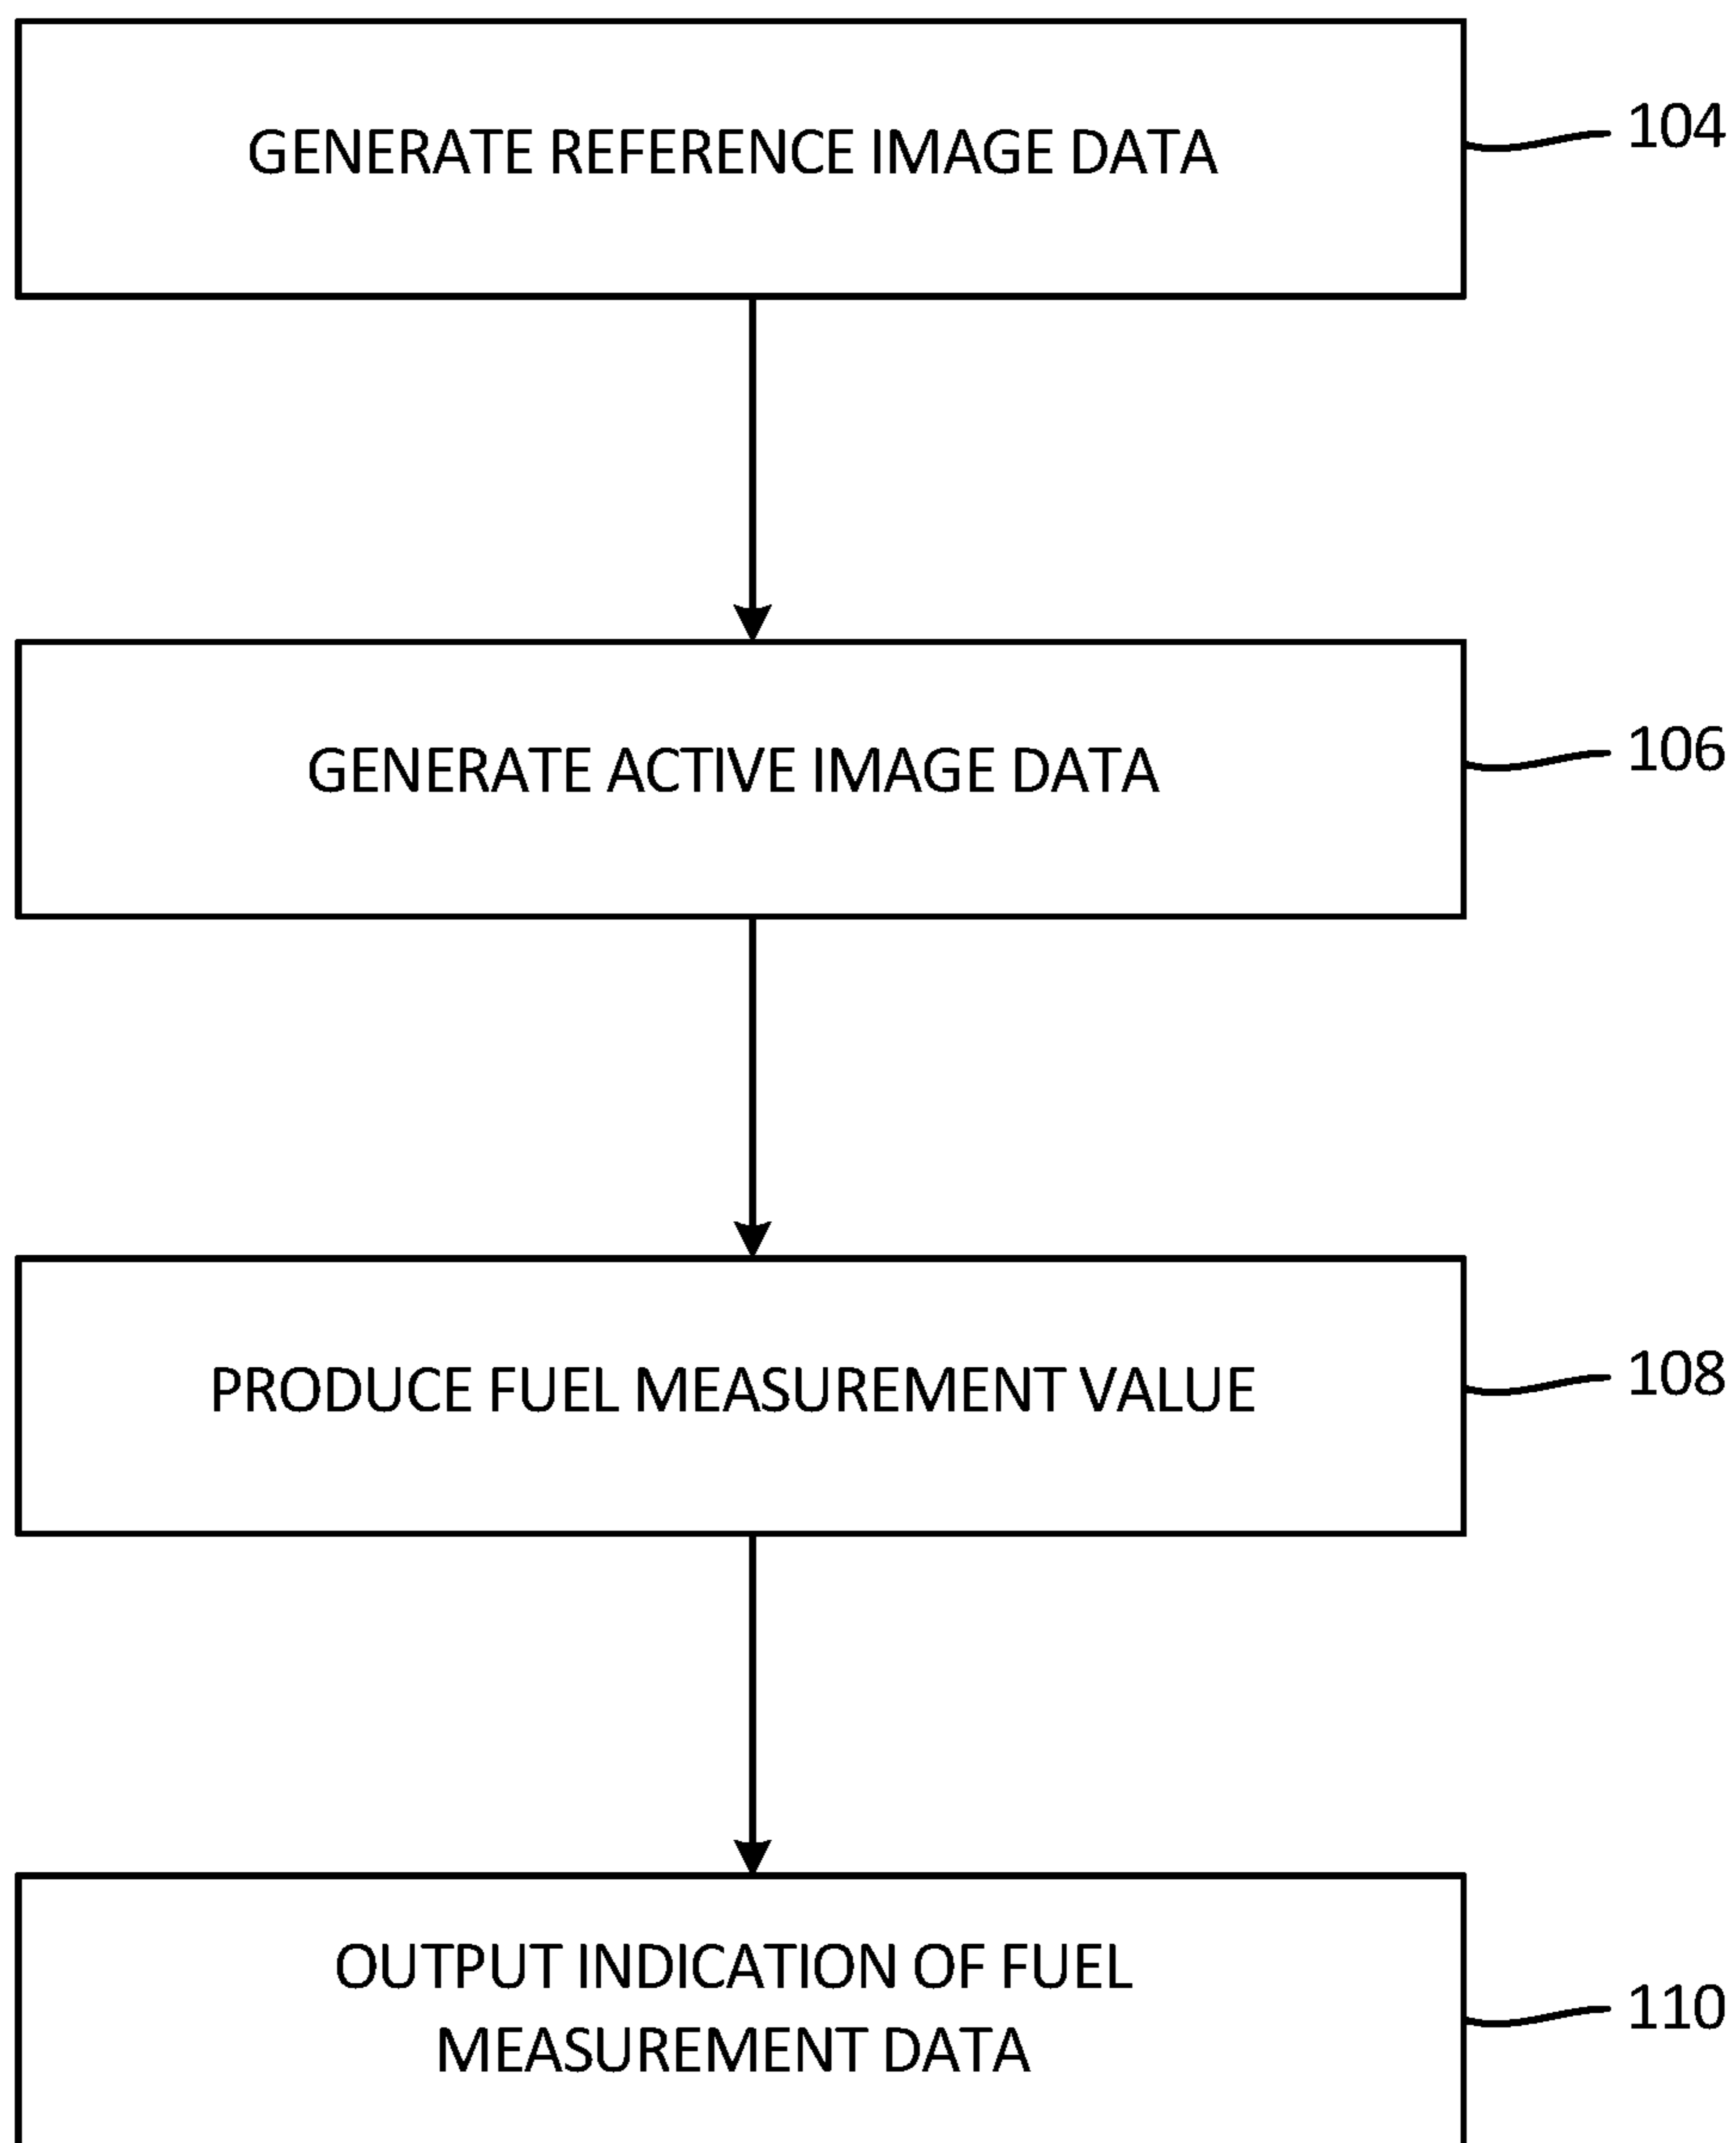 GENERATE REFERENCE IMAGE DATA
104
GENERATE ACTIVE IMAGE DATA
106
PRODUCE FUEL MEASUREMENT VALUE
108
OUTPUT INDICATION OF FUEL
MEASUREMENT DATA
110